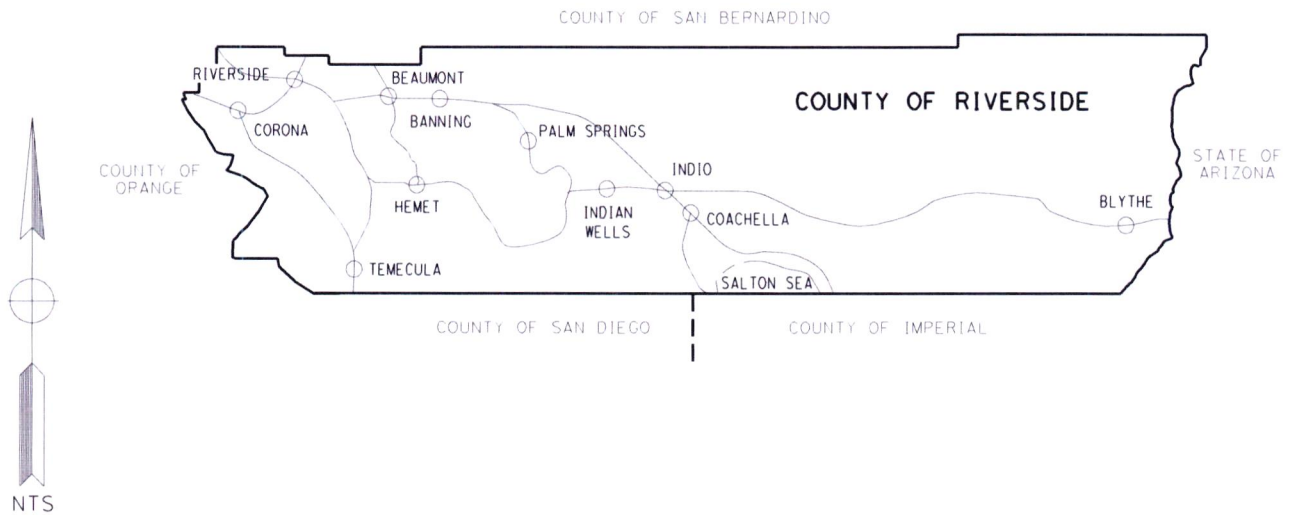 COUNTY OF SAN BERNARDINO
RIVERSIDE
BEAUMONT
COUNTY OF RIVERSIDE
CORONA
BANNING
PALM SPRINGS
COUNTY OF
ORANGE
STATE OF
ARIZONA
INDIO
HEMET
INDIAN
WELLS
COACHELLA
BLYTHE
TEMECULA
SALTON SEA
COUNTY OF SAN DIEGO
COUNTY OF IMPERIAL
NTS